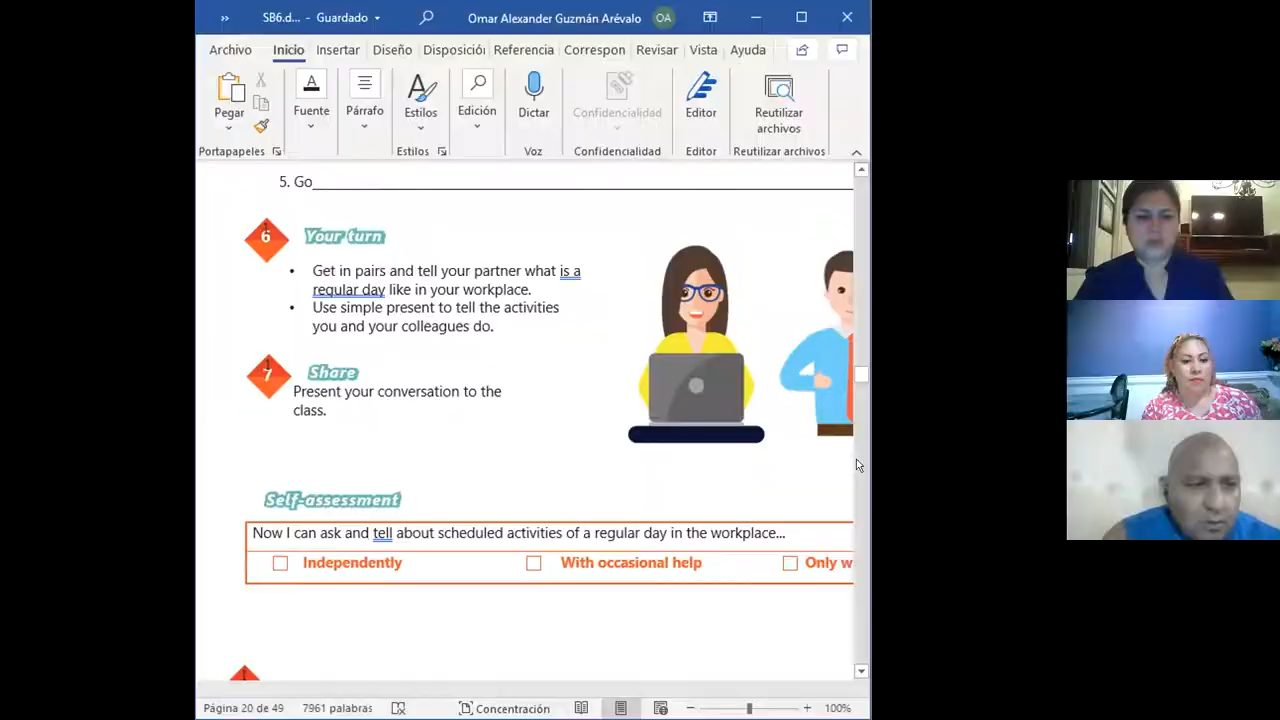 SB6.d... - Guardado
Omar Alexander Guzmán Arévalo
OA
Archivo Inicio Insertar Diseño Disposició Referencia Correspon Revisar Vista Ayuda
Pegar
Fuente
Párrafo
Estilos
Edición
Dictar
Confidencialidad
Editor
Reutilizar
archivos
Portapapeles
Estilos
Voz
Confidencialidad
Editor
Reutilizar archivos
5. Go
6
Your turn
• Get in pairs and tell your partner what is a
regular day like in your workplace.
• Use simple present to tell the activities
you and your colleagues do.
7
Share
Present your conversation to the
class.
Self-assessment
Now I can ask and tell about scheduled activities of a regular day in the workplace...
Independently
With occasional help
Only w
Página 20 de 49
7961 palabras
Concentración
100%